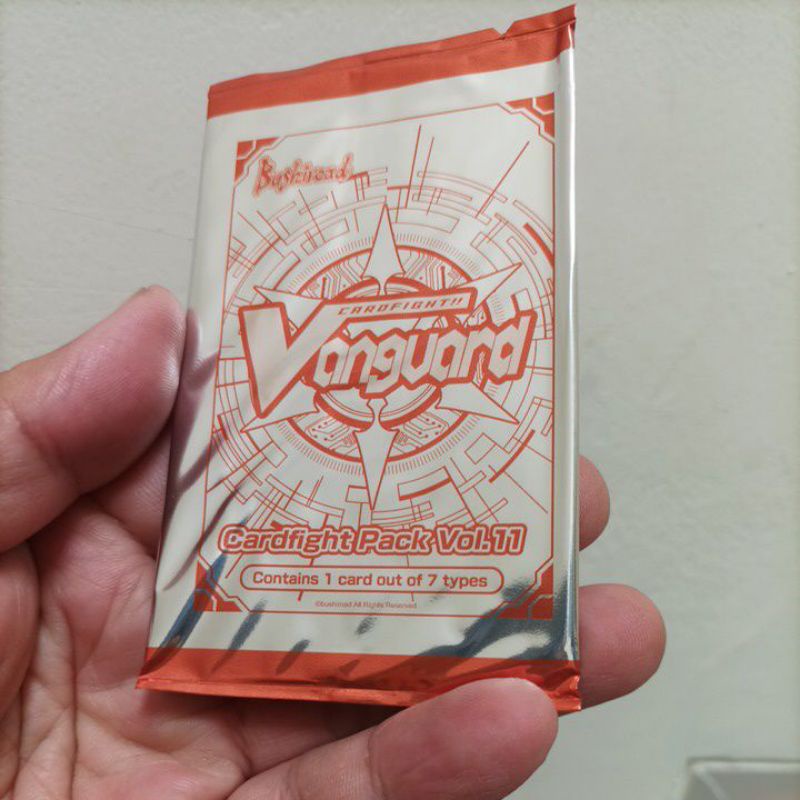 Bushiroad
CARDFIGHT!!
Vanguard
Cardfight Pack Vol.11
Contains 1 card out of 7 types
©bushiroad All Rights Reserved